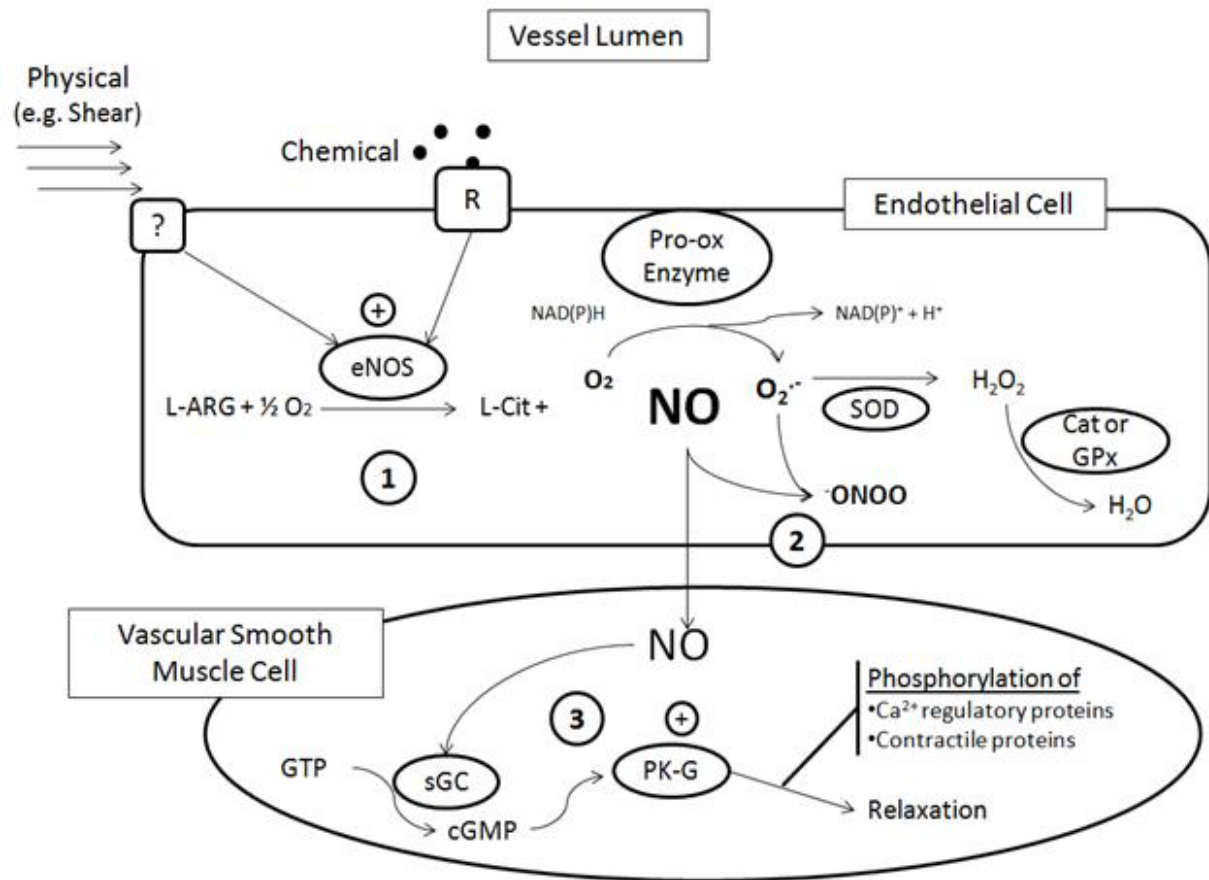 Vessel Lumen
Physical
(e.g. Shear)
Chemical
R
?
Endothelial Cell
Pro-ox
Enzyme
+
NAD(P)H
NAD(P)⁺ + H⁺
eNOS
O₂
NO
O₂˙⁻
H₂O₂
SOD
L-ARG + ½ O₂
L-Cit +
Cat or
GPx
1
⁻ONOO
H₂O
2
Vascular Smooth
Muscle Cell
NO
Phosphorylation of
•Ca²⁺ regulatory proteins
•Contractile proteins
3
+
GTP
sGC
PK-G
cGMP
Relaxation